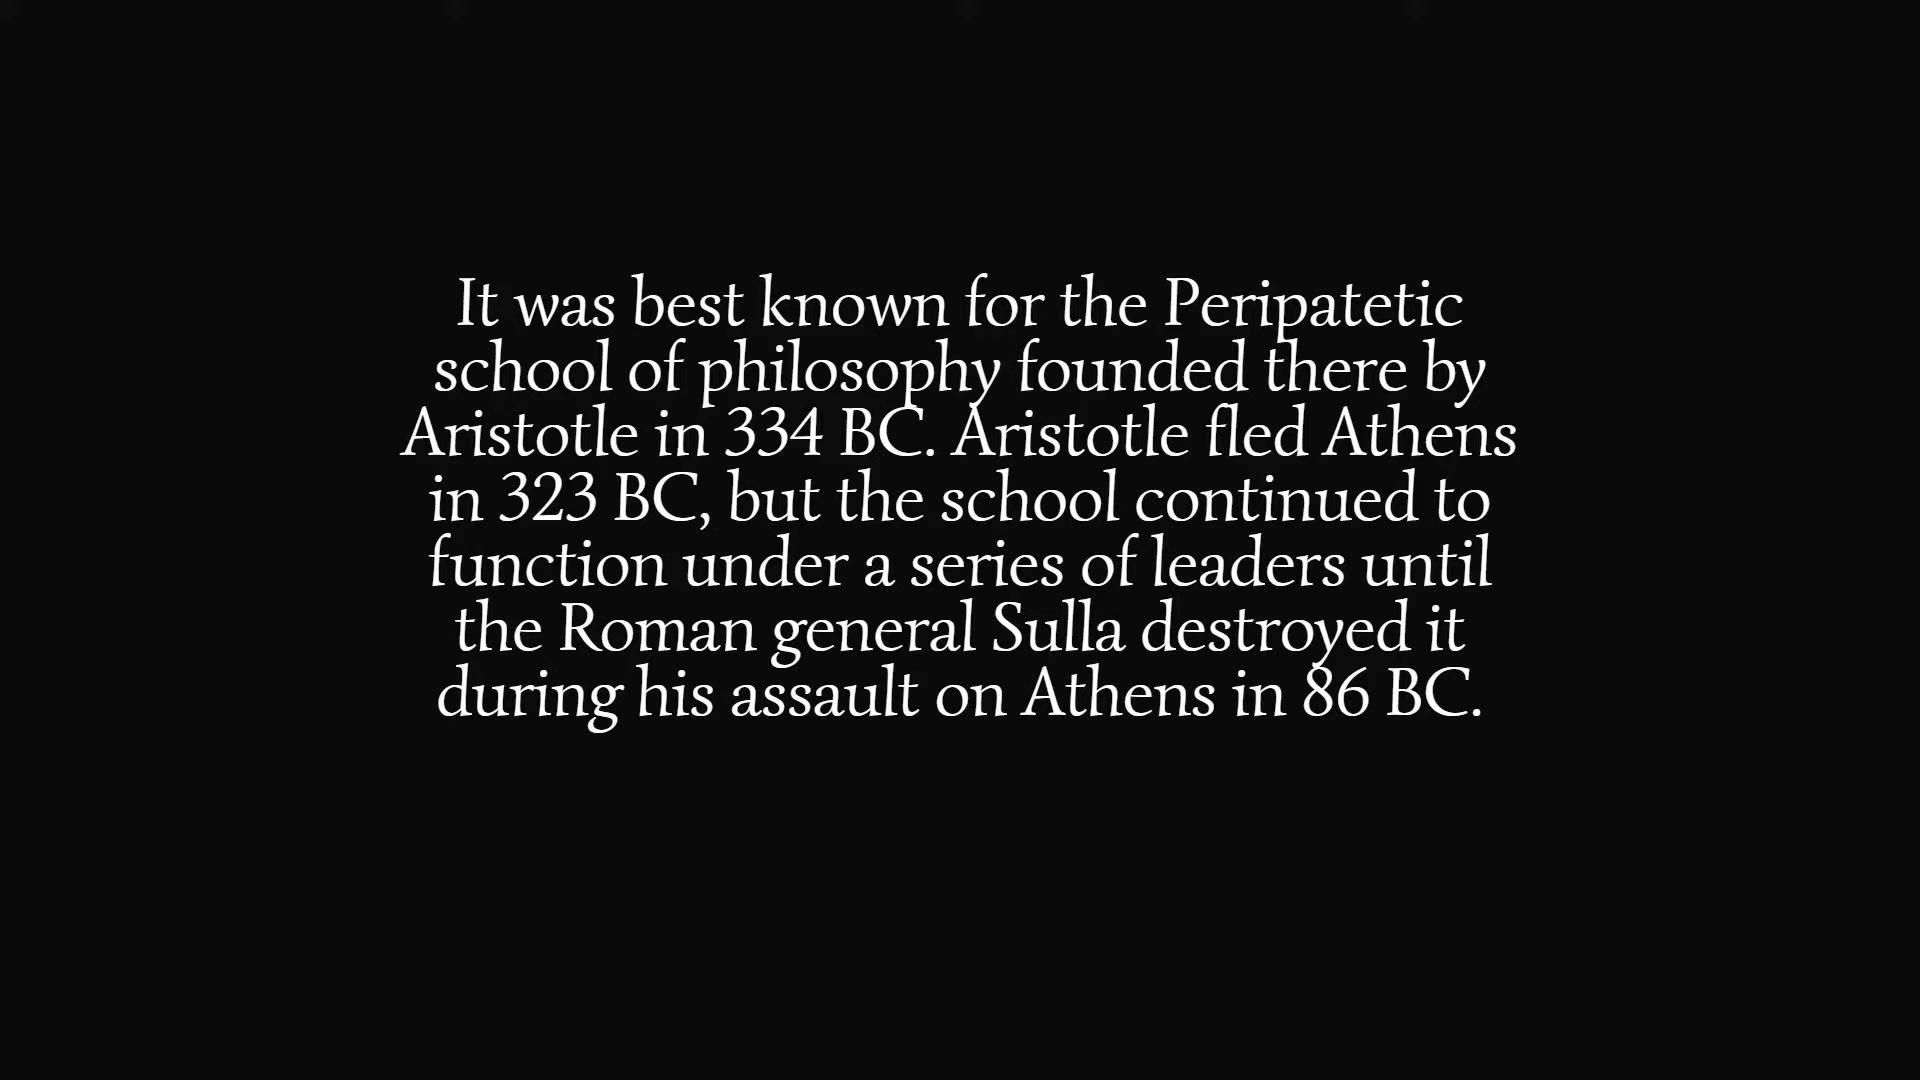 It was best known for the Peripatetic
school of philosophy founded there by
Aristotle in 334 BC. Aristotle fled Athens
in 323 BC, but the school continued to
function under a series of leaders until
the Roman general Sulla destroyed it
during his assault on Athens in 86 BC.